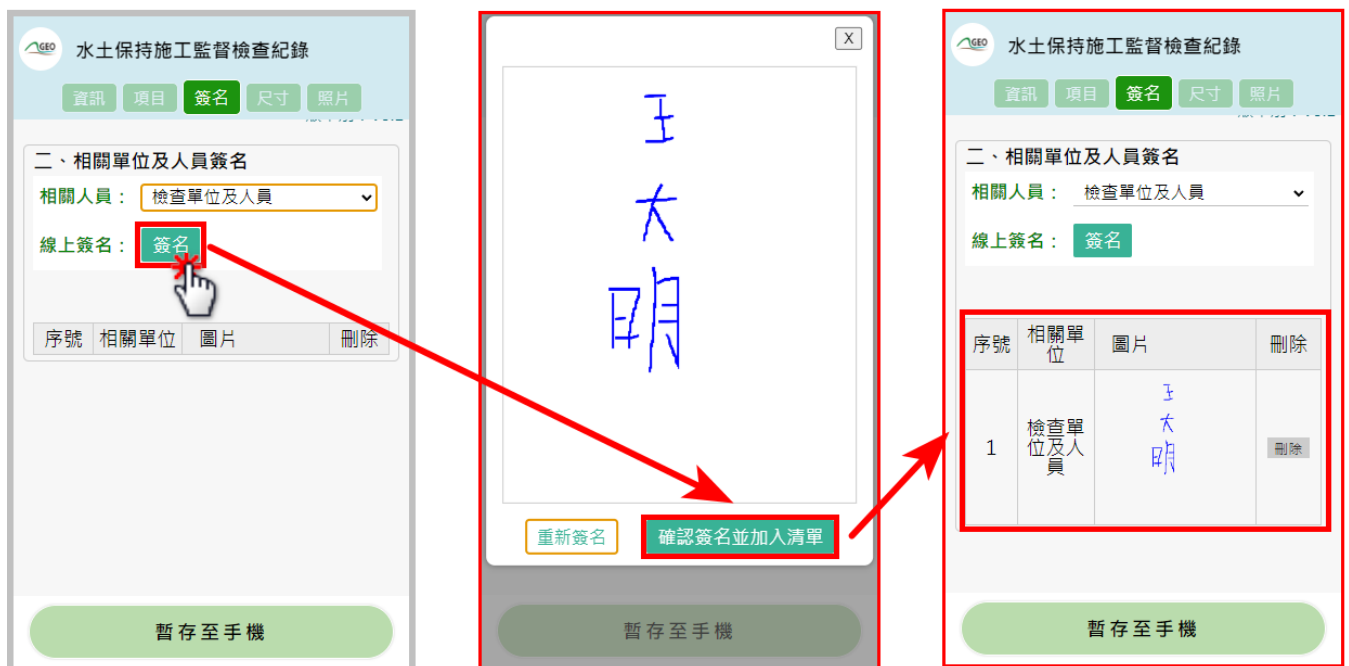 GEO
水土保持施工監督檢查紀錄
資訊 項目 簽名 尺寸 照片
二、相關單位及人員簽名
相關人員： 檢查單位及人員
線上簽名： 簽名
序號 相關單位 圖片 刪除
暫存至手機
X
王
大
明
重新簽名 確認簽名並加入清單
暫存至手機
GEO
水土保持施工監督檢查紀錄
資訊 項目 簽名 尺寸 照片
二、相關單位及人員簽名
相關人員： 檢查單位及人員
線上簽名： 簽名
序號 相關單位 圖片 刪除
1 檢查單位及人員 王大明 刪除
暫存至手機